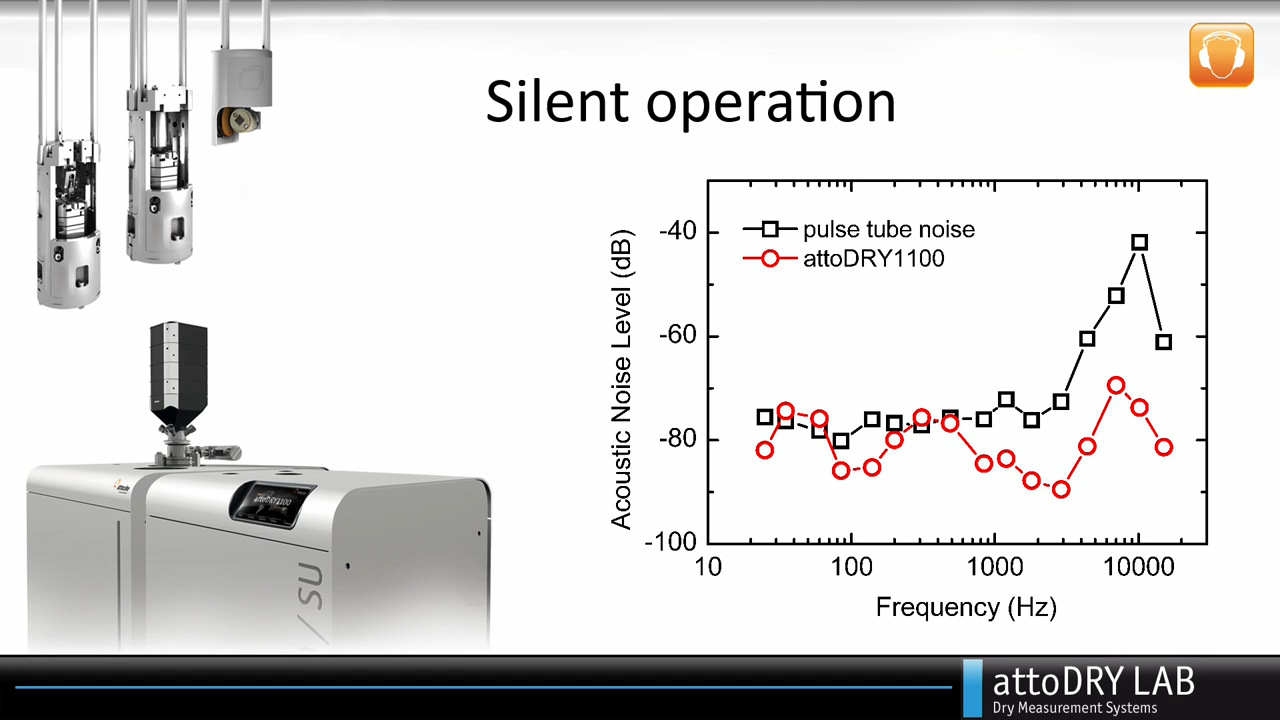 Silent operation
pulse tube noise
attoDRY1100
Acoustic Noise Level (dB)
-40
-60
-80
-100
10
100
1000
10000
Frequency (Hz)
attoDRY1100
SU
attoDRY LAB
Dry Measurement Systems